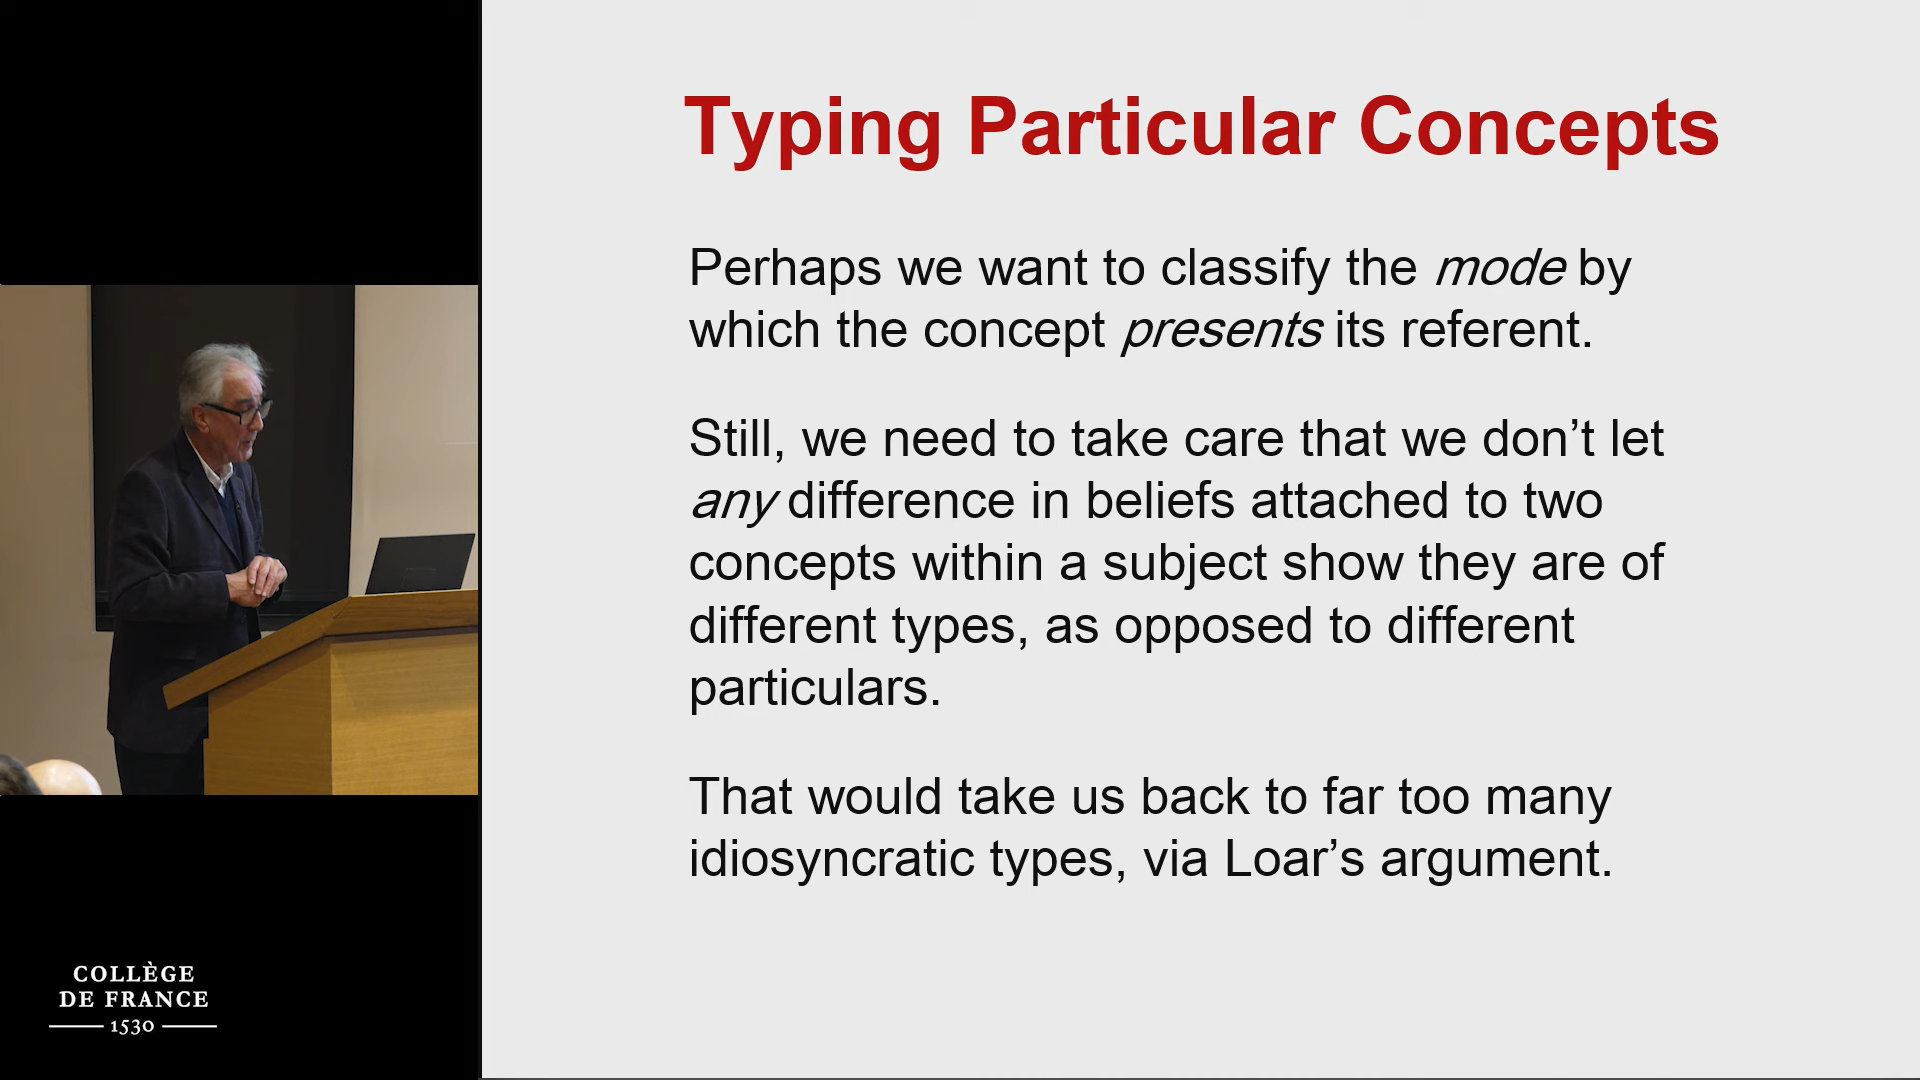 Typing Particular Concepts
Perhaps we want to classify the mode by
which the concept presents its referent.
Still, we need to take care that we don’t let
any difference in beliefs attached to two
concepts within a subject show they are of
different types, as opposed to different
particulars.
That would take us back to far too many
idiosyncratic types, via Loar’s argument.
COLLÈGE
DE FRANCE
1530